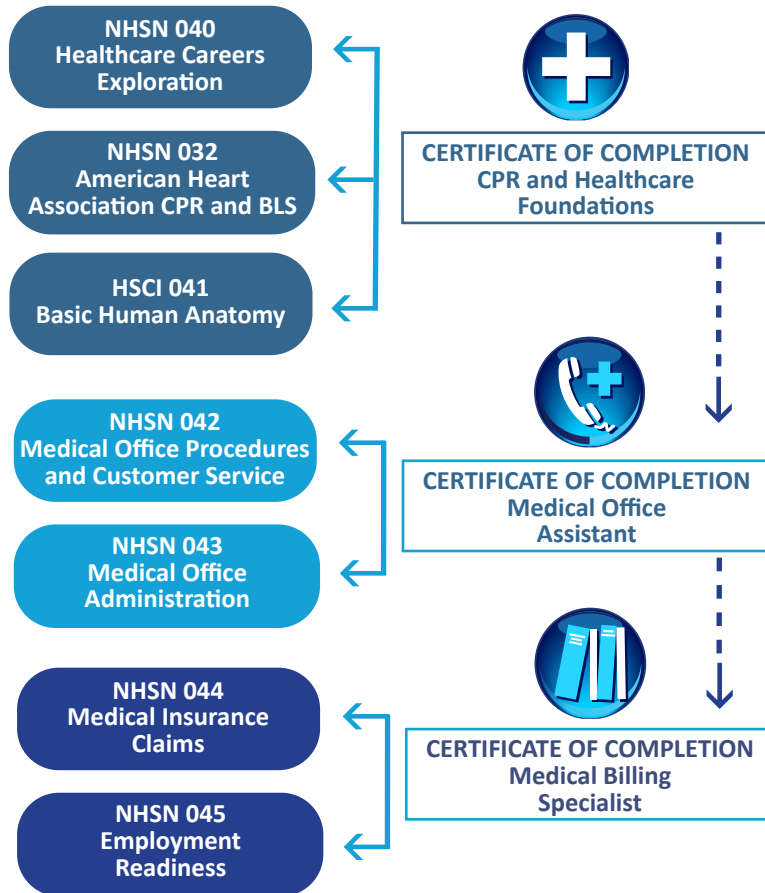 NHSN 040
Healthcare Careers
Exploration
NHSN 032
American Heart
Association CPR and BLS
HSCI 041
Basic Human Anatomy
CERTIFICATE OF COMPLETION
CPR and Healthcare
Foundations
NHSN 042
Medical Office Procedures
and Customer Service
NHSN 043
Medical Office
Administration
CERTIFICATE OF COMPLETION
Medical Office
Assistant
NHSN 044
Medical Insurance
Claims
NHSN 045
Employment
Readiness
CERTIFICATE OF COMPLETION
Medical Billing
Specialist